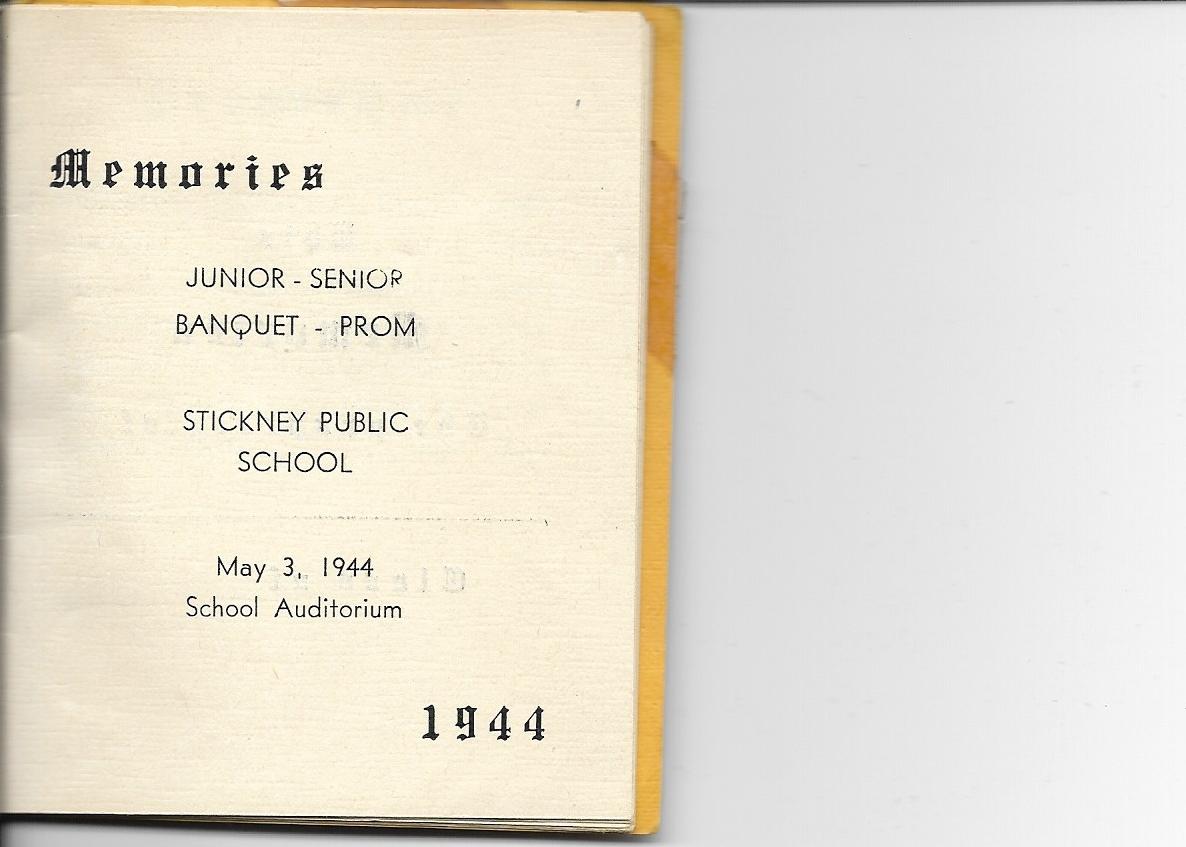 Memories
JUNIOR - SENIOR
BANQUET - PROM
STICKNEY PUBLIC
SCHOOL
May 3, 1944
School Auditorium
1944